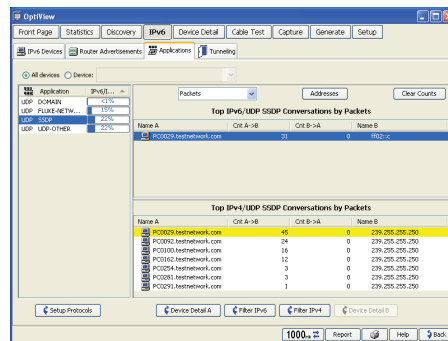 OptiView
Front Page Statistics Discovery IPv6 Device Detail Cable Test Capture Generate Setup
IPv6 Devices Router Advertisements Applications Tunneling
All devices Device:
Application IPv6/I...
UDP DOMAIN <1%
UDP FLUKE-NETW... 15%
UDP SSDP 22%
UDP UDP-OTHER 22%
Packets Addresses Clear Counts
Top IPv6/UDP SSDP Conversations by Packets
Name A Cnt A->B Cnt B->A Name B
PC0029.testnetwork.com 31 0 ff02::c
Top IPv4/UDP SSDP Conversations by Packets
Name A Cnt A->B Cnt B->A Name B
PC0029.testnetwork.com 45 0 239.255.255.250
PC0092.testnetwork.com 24 0 239.255.255.250
PC0100.testnetwork.com 16 0 239.255.255.250
PC0162.testnetwork.com 12 0 239.255.255.250
PC0254.testnetwork.com 3 0 239.255.255.250
PC0281.testnetwork.com 3 0 239.255.255.250
PC0291.testnetwork.com 1 0 239.255.255.250
Setup Protocols Device Detail A Filter IPv6 Filter IPv4 Device Detail B
1000 Report Help Back